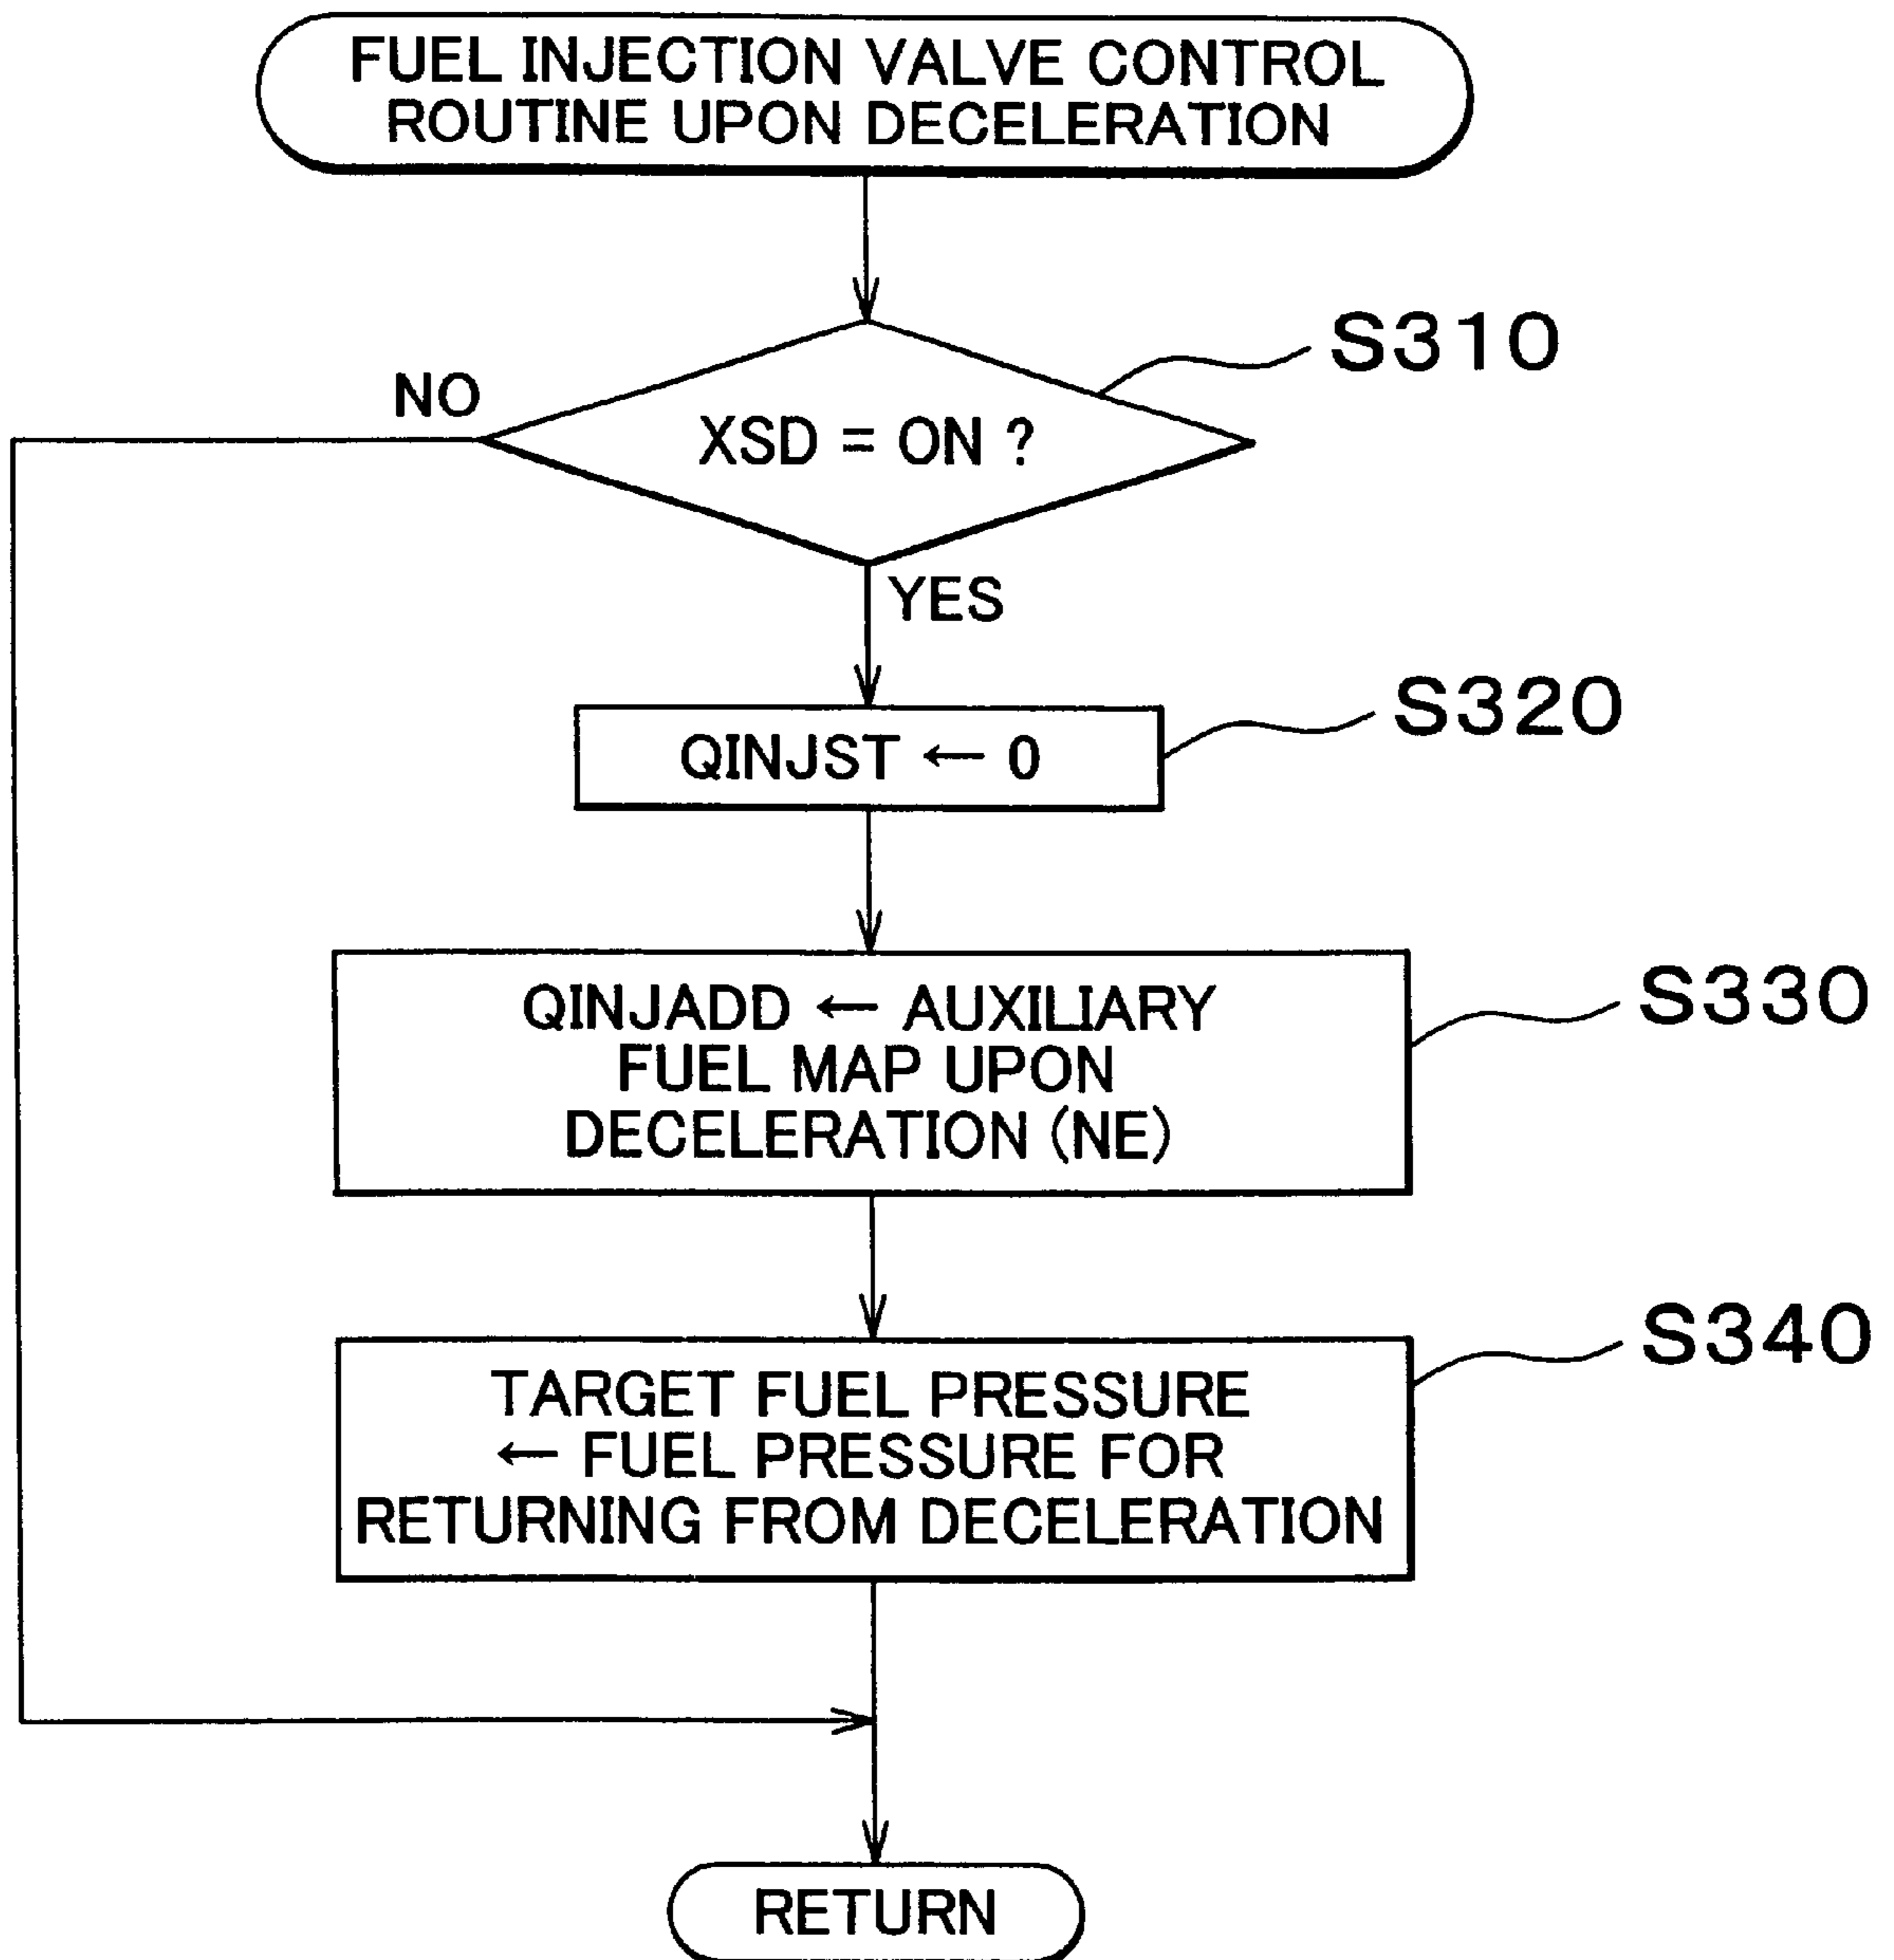 FUEL INJECTION VALVE CONTROL
ROUTINE UPON DECELERATION
S310
NO
XSD = ON ?
YES
S320
QINJST ← 0
S330
QINJADD ← AUXILIARY
FUEL MAP UPON
DECELERATION (NE)
S340
TARGET FUEL PRESSURE
← FUEL PRESSURE FOR
RETURNING FROM DECELERATION
RETURN